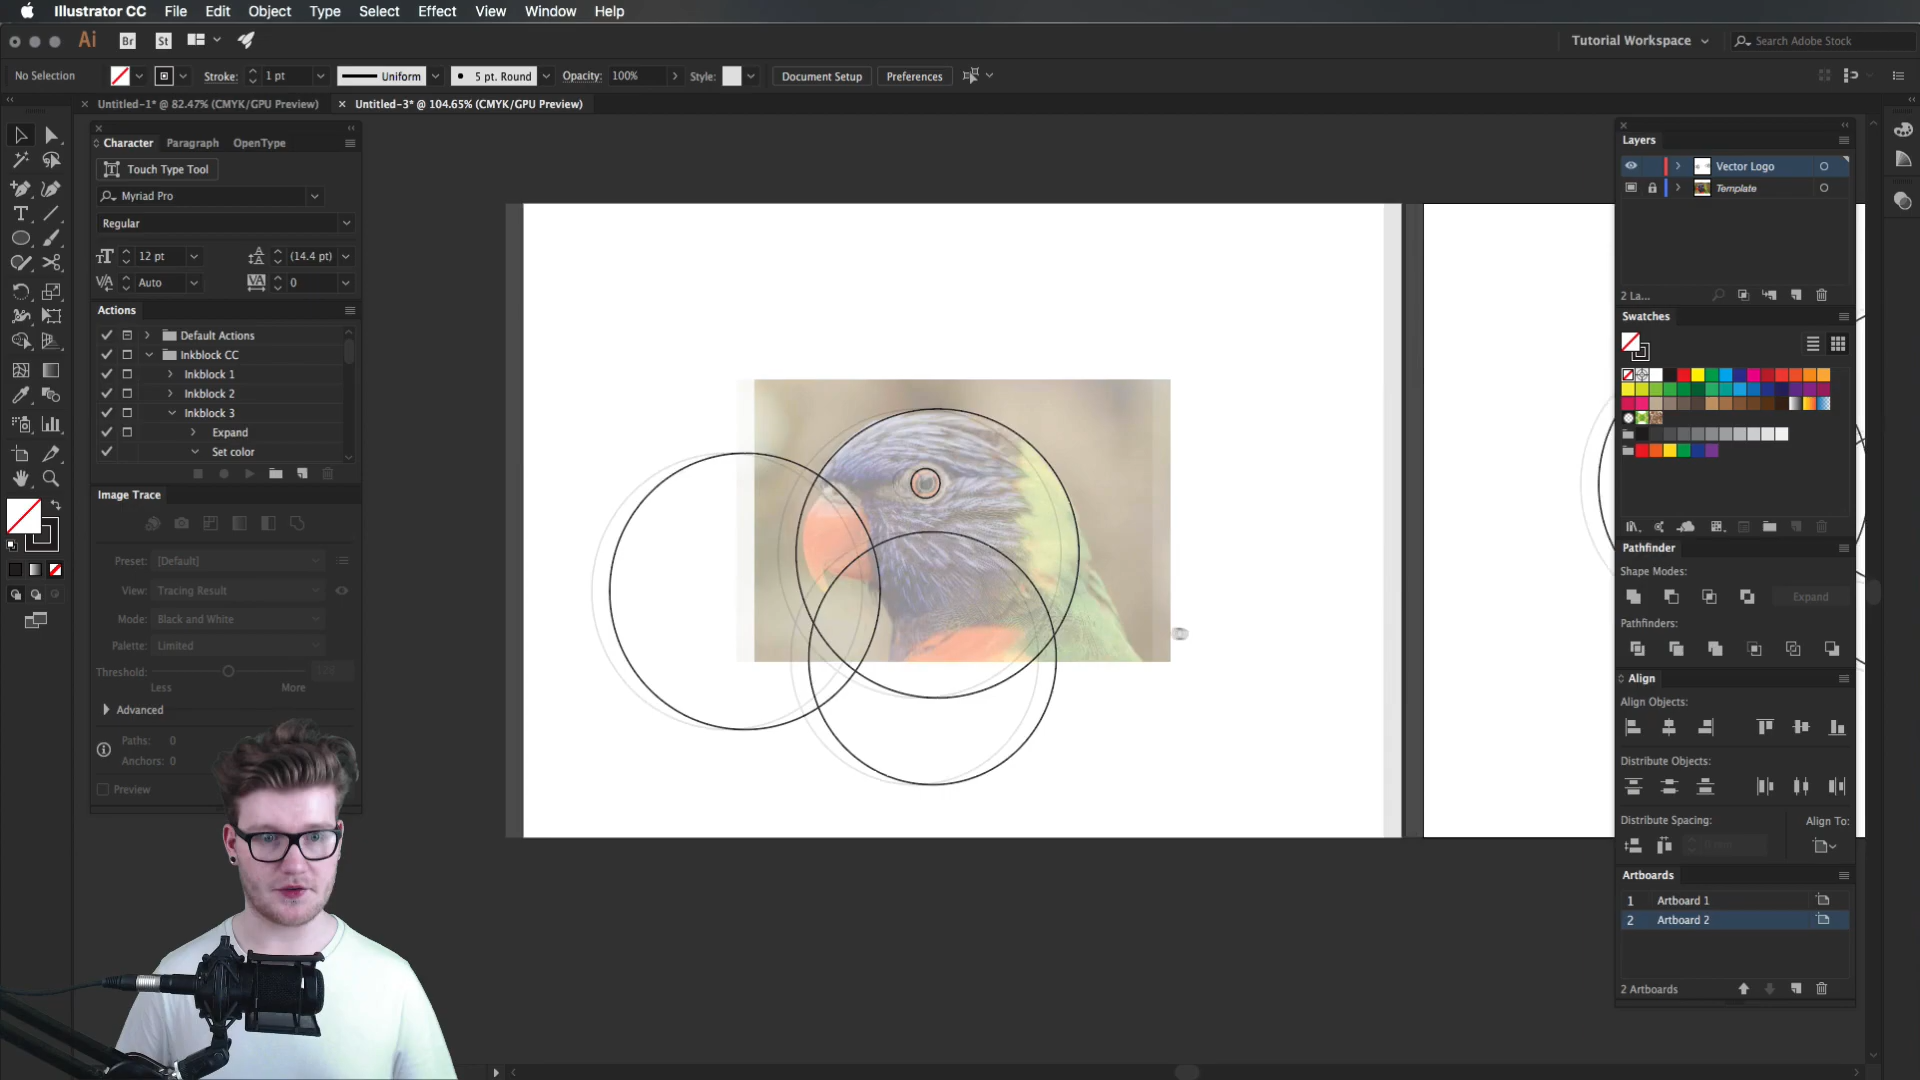 Illustrator CC File Edit Object Type Select Effect View Window Help
Ai Br St Tutorial Workspace Search Adobe Stock
No Selection Stroke: 1 pt Uniform 5 pt. Round Opacity: 100% Style: Document Setup Preferences
Untitled-1* @ 82.47% (CMYK/GPU Preview) Untitled-3* @ 104.65% (CMYK/GPU Preview)
Character Paragraph OpenType
Touch Type Tool
Myriad Pro
Regular
12 pt (14.4 pt)
Auto 0
Actions
Default Actions
Inkblock CC
Inkblock 1
Inkblock 2
Inkblock 3
Expand
Set color
Image Trace
Preset: [Default]
View: Tracing Result
Mode: Black and White
Palette: Limited
Threshold:
Less More
Advanced
Paths: 0
Anchors: 0
Preview
Layers
Vector Logo
Template
2 La...
Swatches
Pathfinder
Shape Modes:
Expand
Pathfinders:
Align
Align Objects:
Distribute Objects:
Distribute Spacing: Align To:
Artboards
1 Artboard 1
2 Artboard 2
2 Artboards